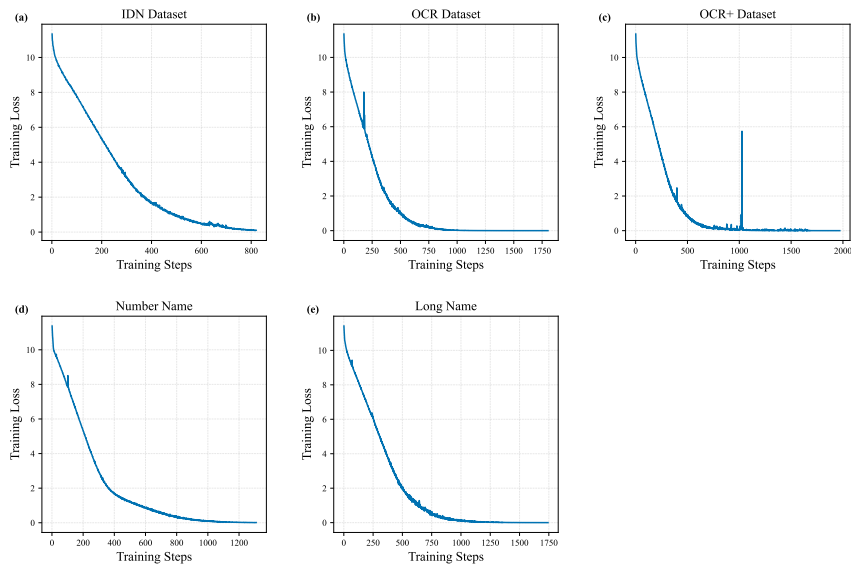 (a) IDN Dataset
10
8
6
4
2
0
Training Loss
0 200 400 600 800
Training Steps
(b) OCR Dataset
10
8
6
4
2
0
Training Loss
0 250 500 750 1000 1250 1500 1750
Training Steps
(c) OCR+ Dataset
10
8
6
4
2
0
Training Loss
0 500 1000 1500 2000
Training Steps
(d) Number Name
10
8
6
4
2
0
Training Loss
0 200 400 600 800 1000 1200
Training Steps
(e) Long Name
10
8
6
4
2
0
Training Loss
0 250 500 750 1000 1250 1500 1750
Training Steps